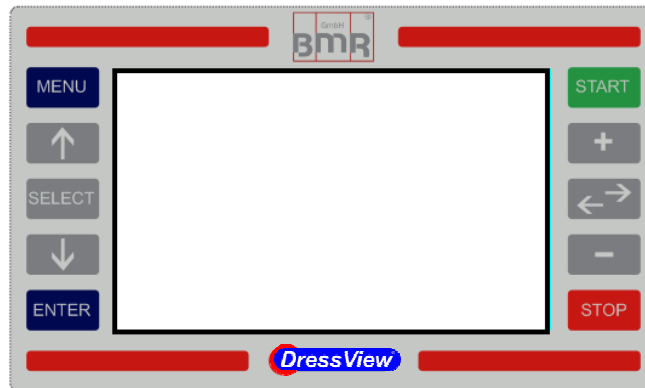 GmbH ®
BMR
MENU
START
+
SELECT
−
ENTER
STOP
DressView